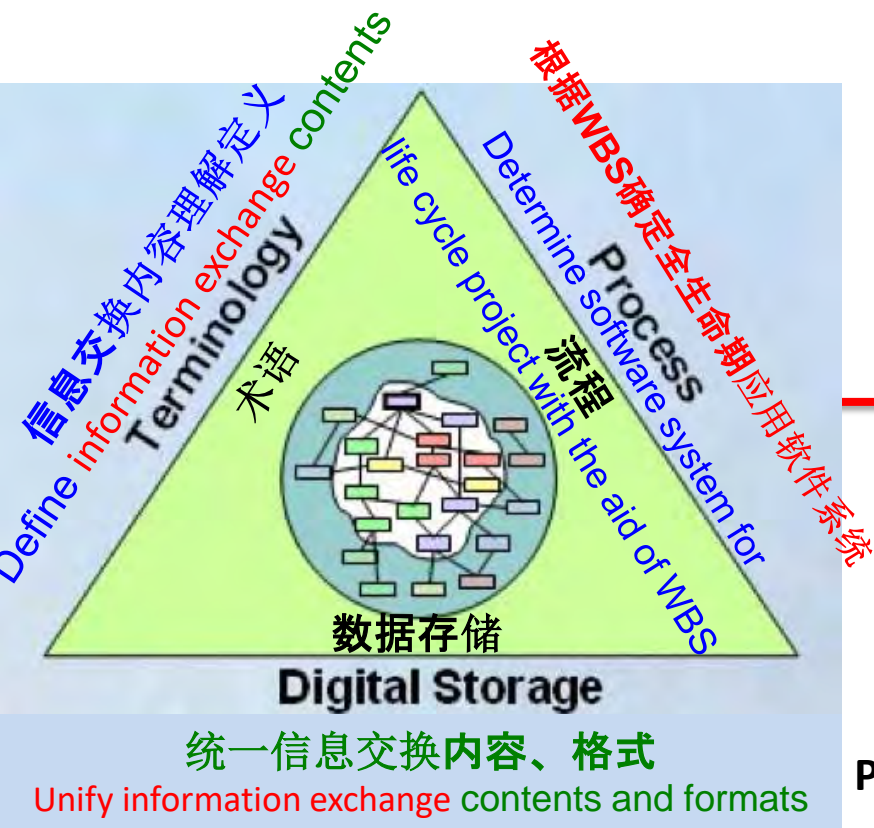 信息交换内容理解定义
Define information exchange contents
Terminology
术语
根据WBS确定全生命期应用软件系统
Determine software system for
life cycle project with the aid of WBS
Process
流程
数据存储
Digital Storage
统一信息交换内容、格式
Unify information exchange contents and formats
P